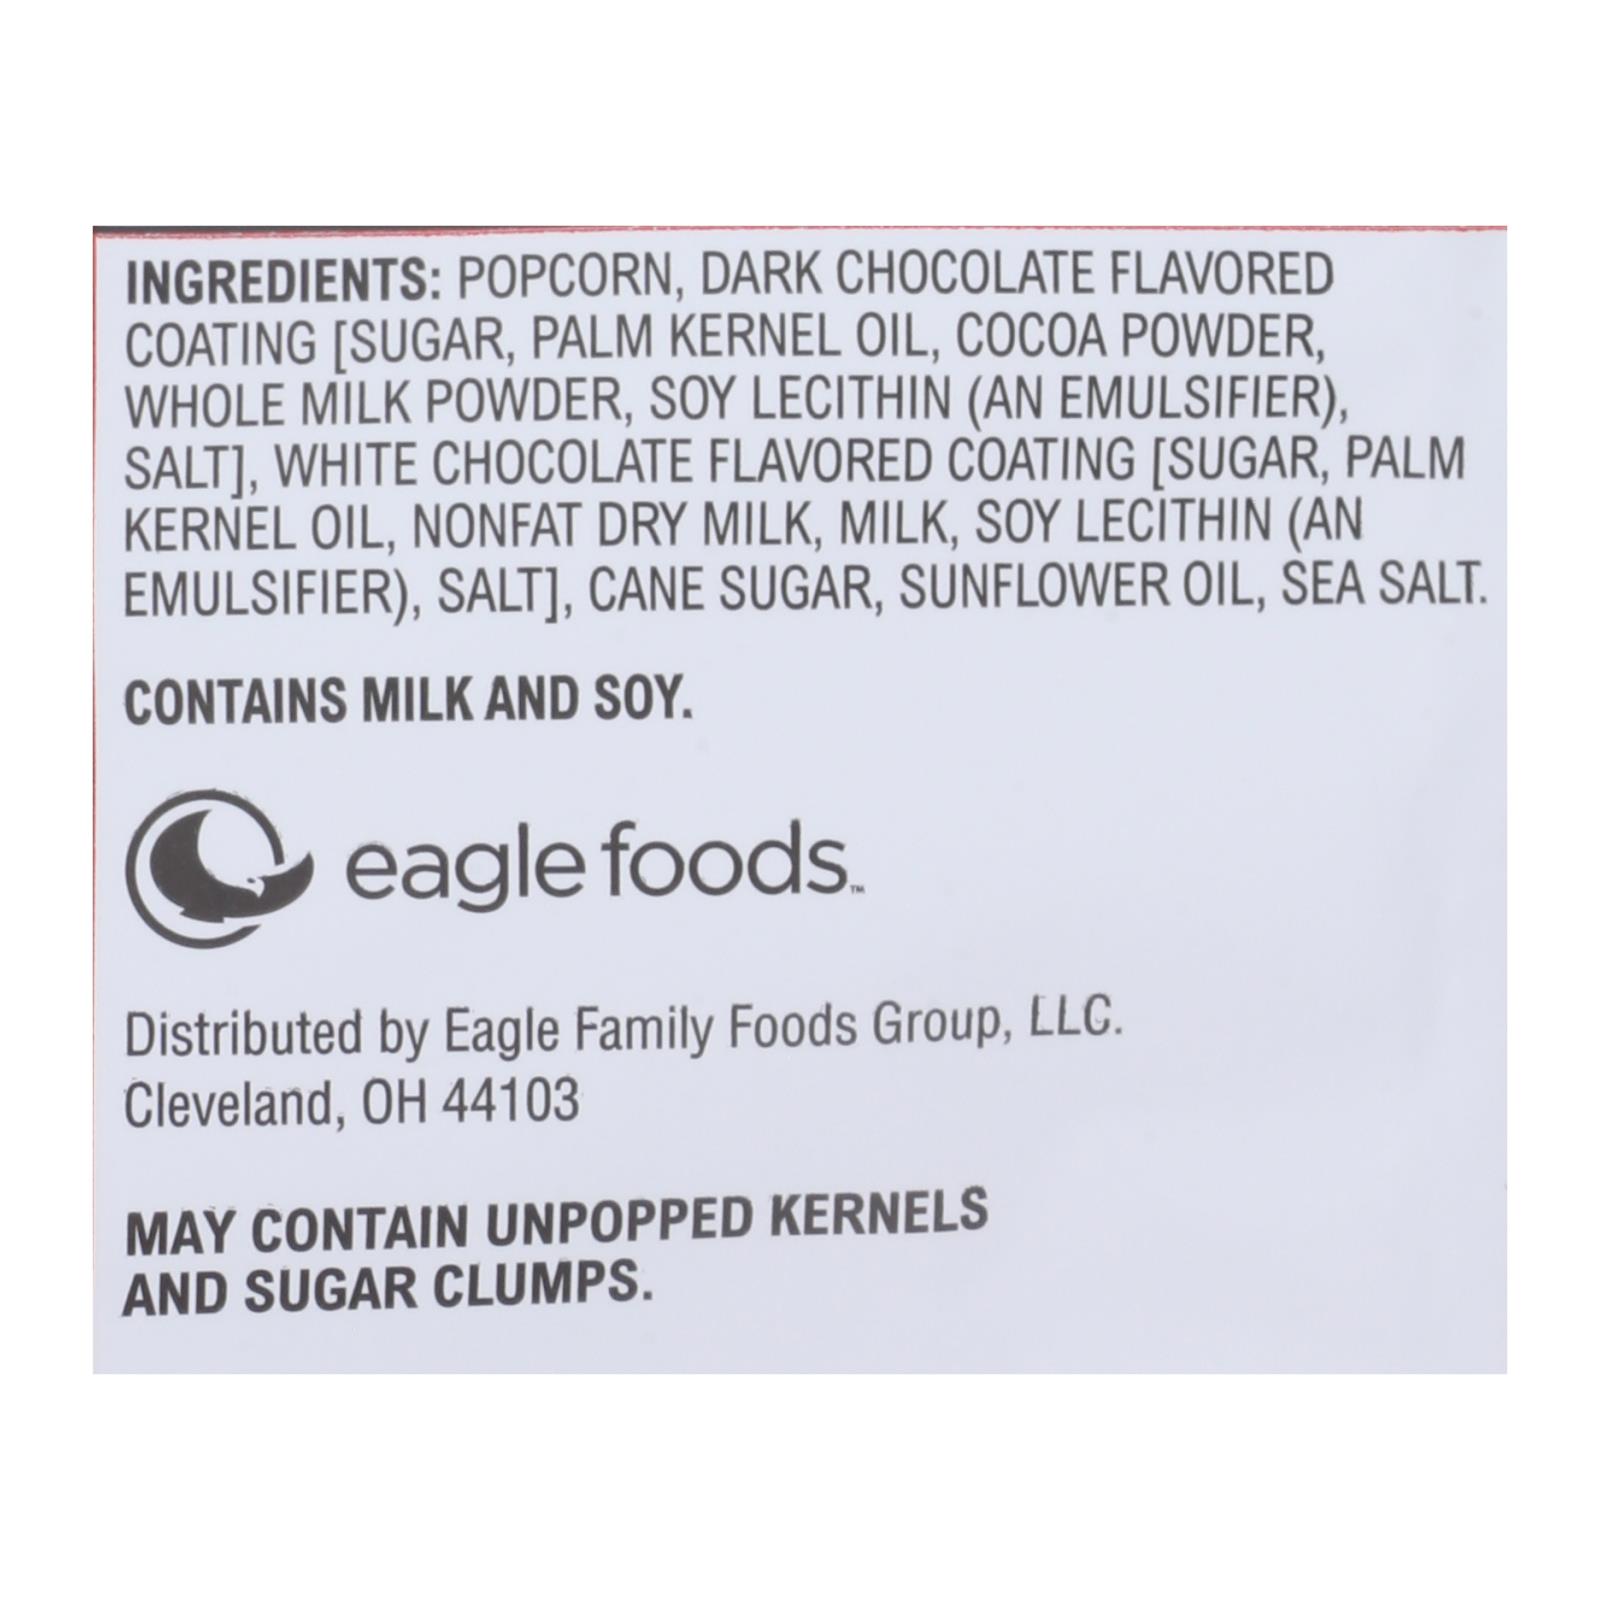 INGREDIENTS: POPCORN, DARK CHOCOLATE FLAVORED
COATING [SUGAR, PALM KERNEL OIL, COCOA POWDER,
WHOLE MILK POWDER, SOY LECITHIN (AN EMULSIFIER),
SALT], WHITE CHOCOLATE FLAVORED COATING [SUGAR, PALM
KERNEL OIL, NONFAT DRY MILK, MILK, SOY LECITHIN (AN
EMULSIFIER), SALT], CANE SUGAR, SUNFLOWER OIL, SEA SALT.
CONTAINS MILK AND SOY.
eagle foods™
Distributed by Eagle Family Foods Group, LLC.
Cleveland, OH 44103
MAY CONTAIN UNPOPPED KERNELS
AND SUGAR CLUMPS.